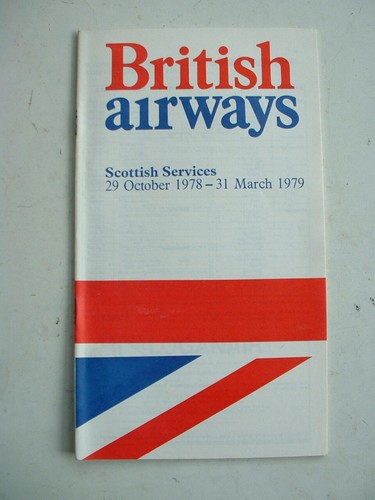 British
airways
Scottish Services
29 October 1978 – 31 March 1979